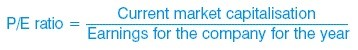 P/E ratio = Current market capitalisation
Earnings for the company for the year